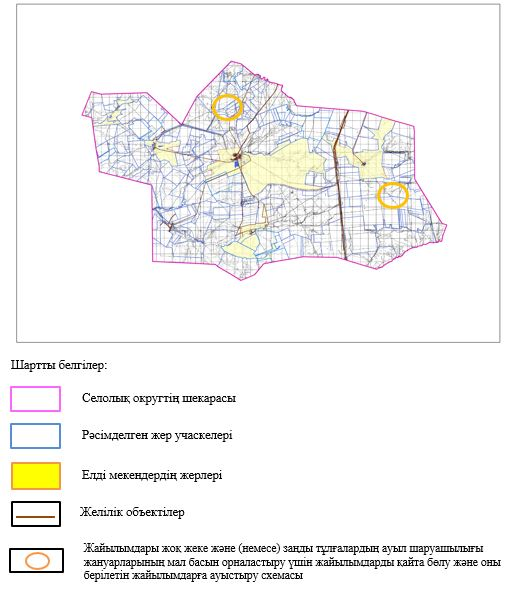 Шартты белгілер:
Селолық округтің шекарасы
Рәсімделген жер учаскелері
Елді мекендердің жерлері
Желілік объектілер
Жайылымдары жоқ жеке және (немесе) заңды тұлғалардың ауыл шаруашылығы
жануарларының мал басын орналастыру үшін жайылымдарды қайта бөлу және оны
берілетін жайылымдарға ауыстыру схемасы